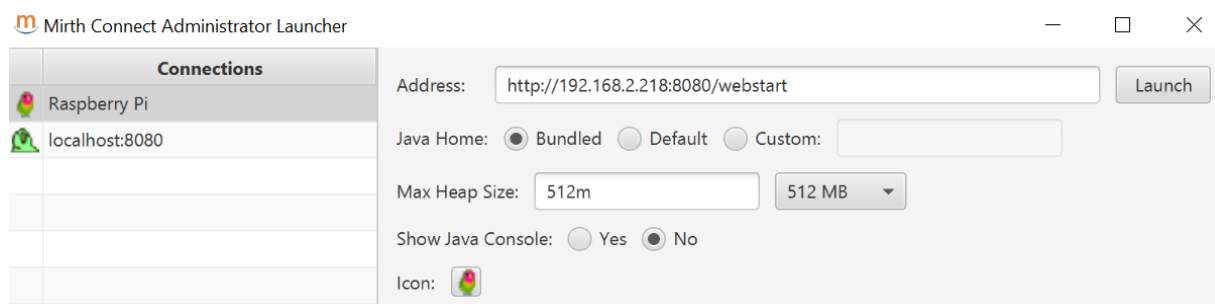 Mirth Connect Administrator Launcher
Connections
Raspberry Pi
localhost:8080
Address: http://192.168.2.218:8080/webstart Launch
Java Home: Bundled Default Custom:
Max Heap Size: 512m 512 MB
Show Java Console: Yes No
Icon: